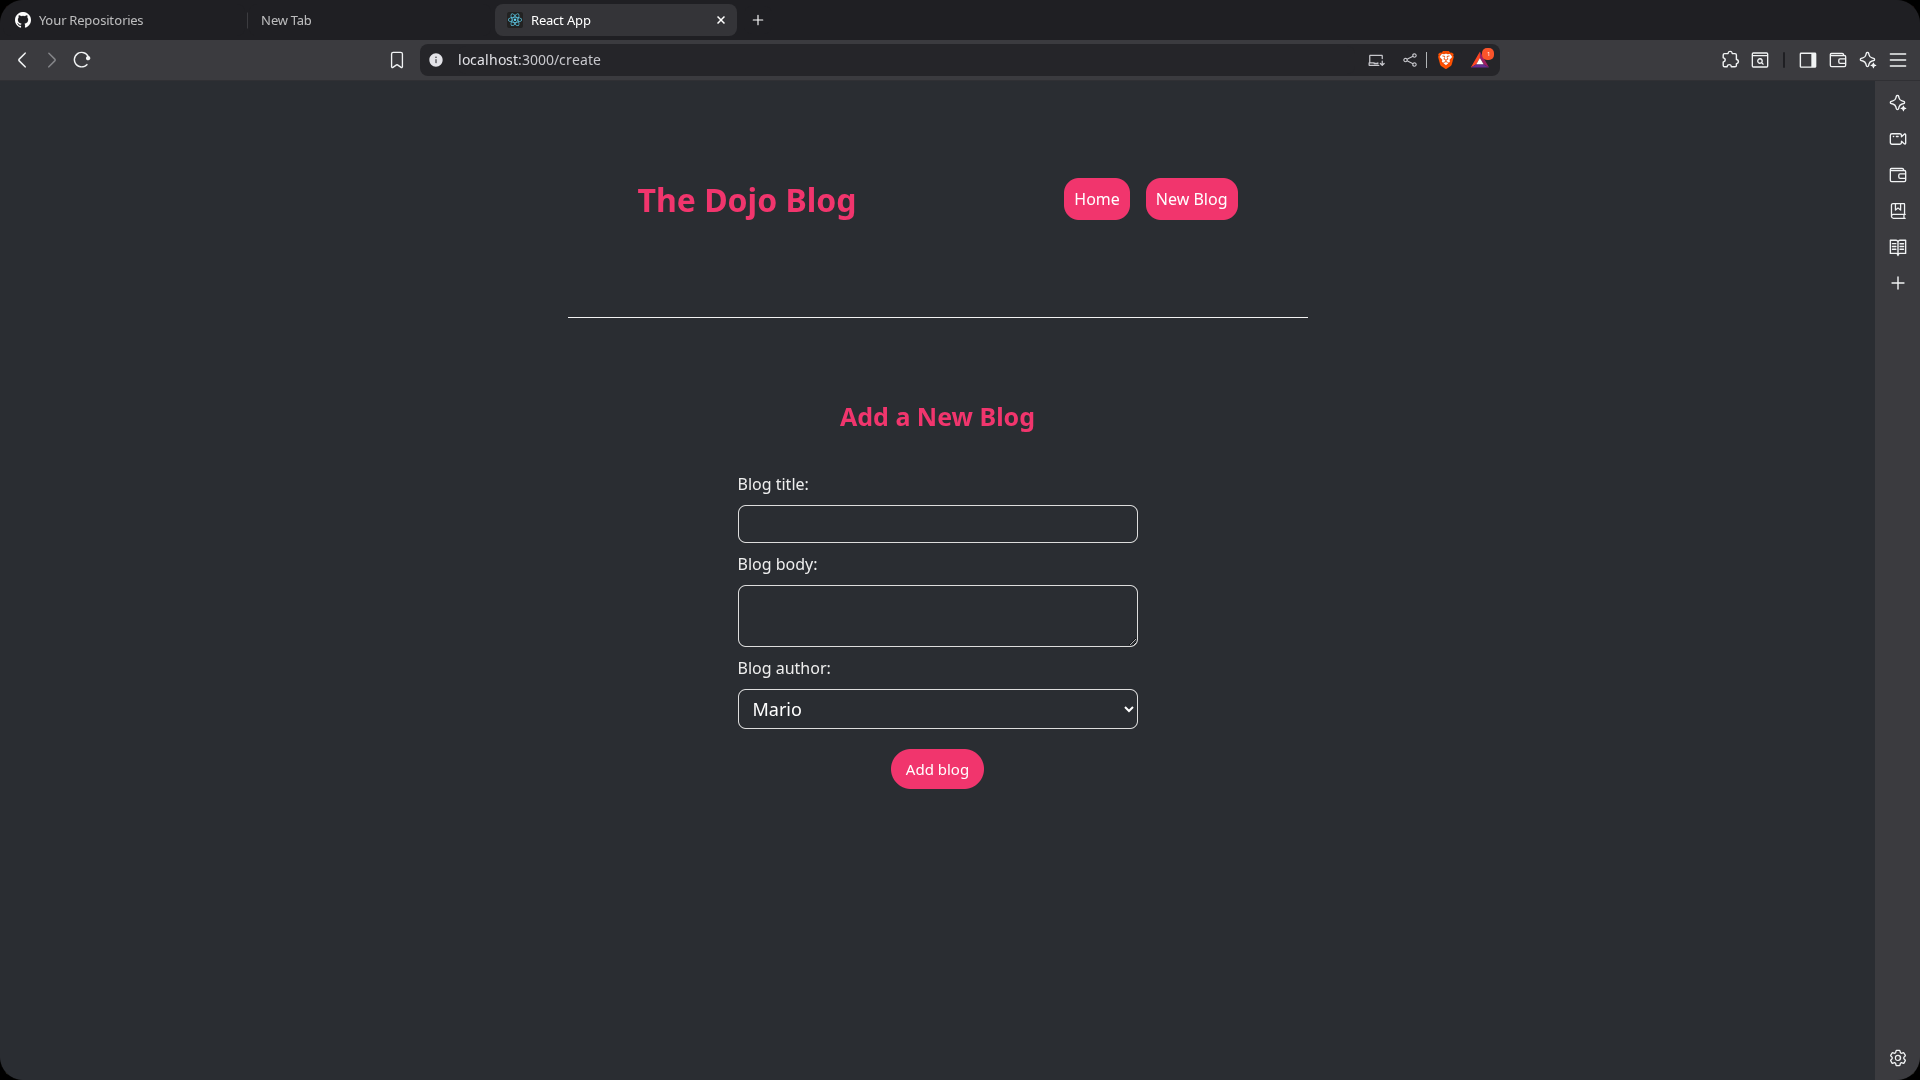 Your Repositories
New Tab
React App
localhost:3000/create
1
The Dojo Blog
Home
New Blog
Add a New Blog
Blog title:
Blog body:
Blog author:
Mario
Add blog